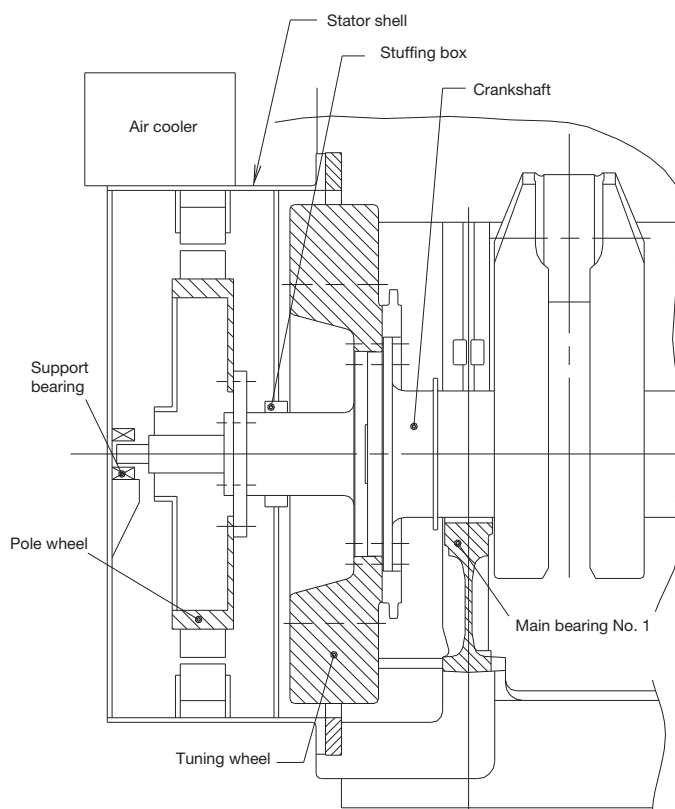 Stator shell
Stuffing box
Crankshaft
Air cooler
Support
bearing
Pole wheel
Main bearing No. 1
Tuning wheel